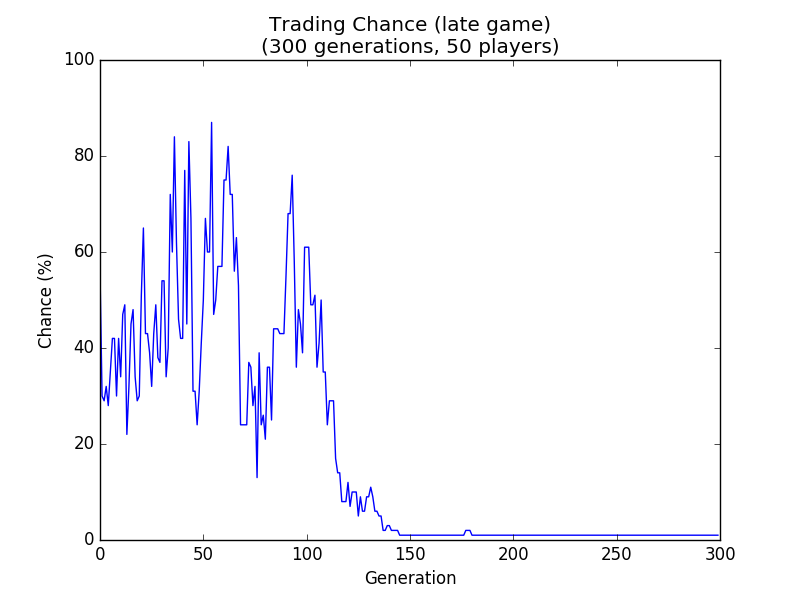 Trading Chance (late game)
(300 generations, 50 players)
100
80
60
40
20
0
Chance (%)
0 50 100 150 200 250 300
Generation